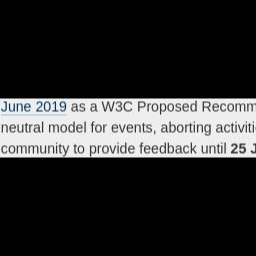 June 2019 as a W3C Proposed Recomm
neutral model for events, aborting activiti
community to provide feedback until 25 J